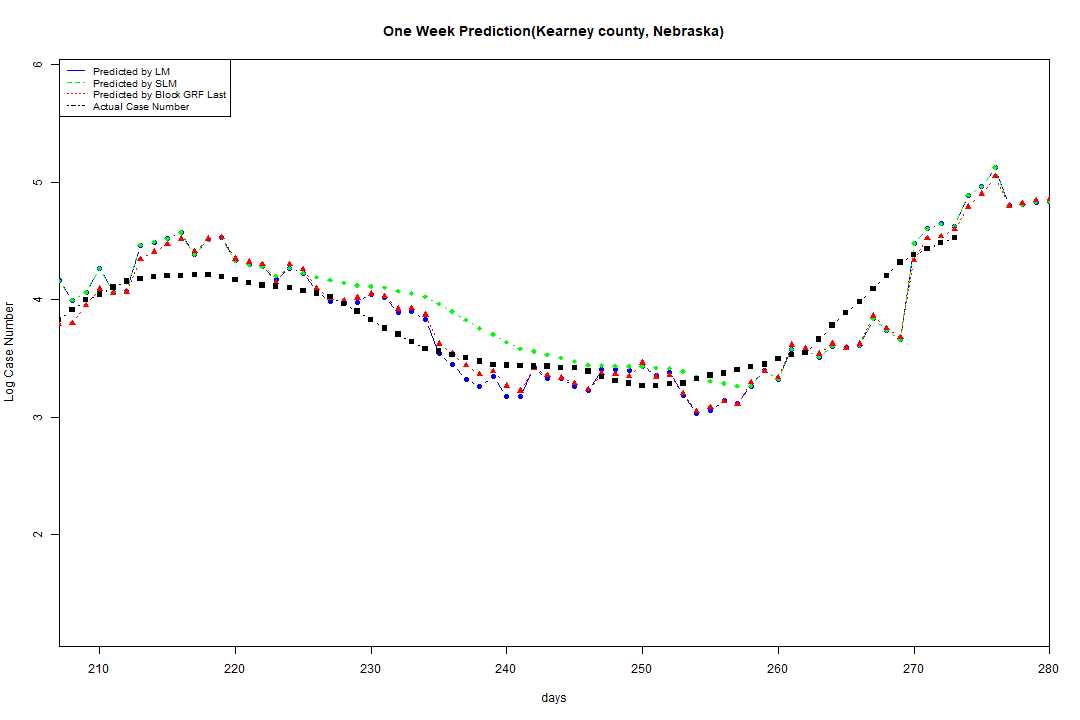 One Week Prediction(Kearney county, Nebraska)
Predicted by LM
Predicted by SLM
Predicted by Block GRF Last
Actual Case Number
Log Case Number
6
5
4
3
2
210 220 230 240 250 260 270 280
days